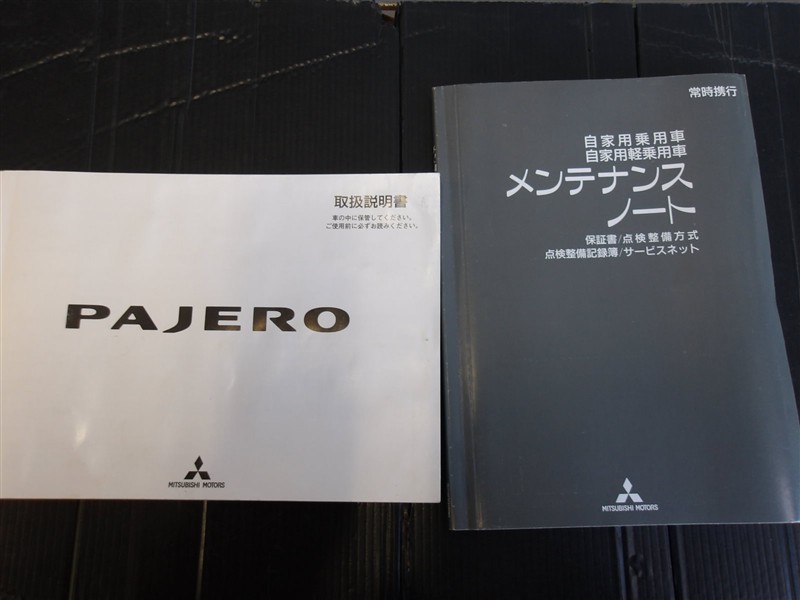 取扱説明書
車の中に保管してください。
ご使用前に必ずお読みください。
PAJERO
MITSUBISHI MOTORS
常時携行
自家用乗用車
自家用軽乗用車
メンテナンス
ノート
保証書/点検整備方式
点検整備記録簿/サービスネット
MITSUBISHI MOTORS